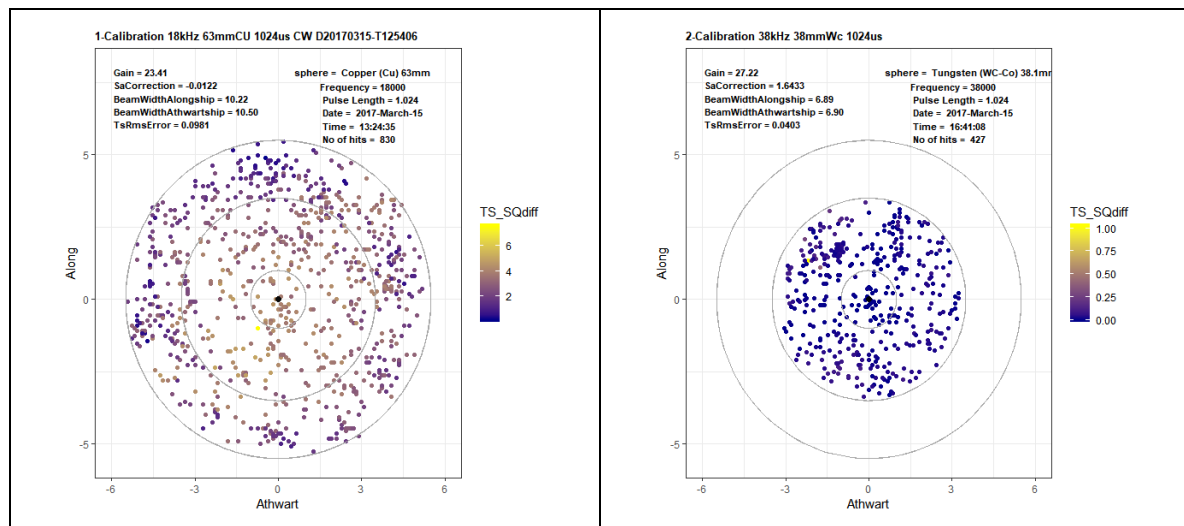 1-Calibration 18kHz 63mmCU 1024us CW D20170315-T125406
Gain = 23.41
SaCorrection = -0.0122
BeamWidthAlongship = 10.22
BeamWidthAthwartship = 10.50
TsRmsError = 0.0981
sphere = Copper (Cu) 63mm
Frequency = 18000
Pulse Length = 1.024
Date = 2017-March-15
Time = 13:24:35
No of hits = 830
5
0
-5
Along
-6 -3 0 3 6
Athwart
TS_SQdiff
6
4
2
2-Calibration 38kHz 38mmWc 1024us
Gain = 27.22
SaCorrection = 1.6433
BeamWidthAlongship = 6.89
BeamWidthAthwartship = 6.90
TsRmsError = 0.0403
sphere = Tungsten (WC-Co) 38.1mm
Frequency = 38000
Pulse Length = 1.024
Date = 2017-March-15
Time = 16:41:08
No of hits = 427
5
0
-5
Along
-6 -3 0 3 6
Athwart
TS_SQdiff
1.00
0.75
0.50
0.25
0.00